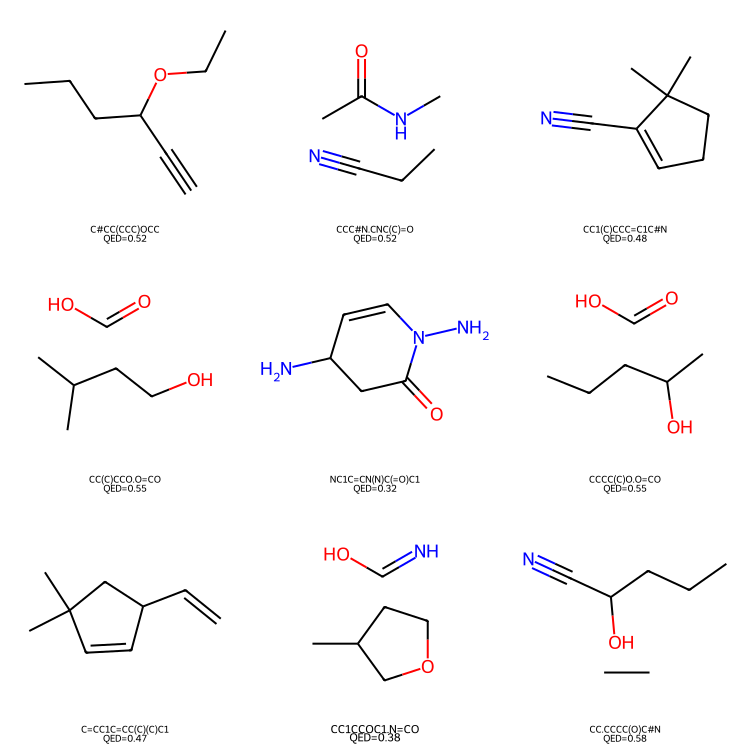 O
O
N
H
N
N
C#CC(CCC)OCC
QED=0.52
CCC#N.CNC(C)=O
QED=0.52
CC1(C)CCC=C1C#N
QED=0.48
HO
O
OH
H₂N
N
NH₂
O
HO
O
OH
CC(C)CCO.O=CO
QED=0.55
NC1C=CN(N)C(=O)C1
QED=0.32
CCCC(C)O.O=CO
QED=0.55
HO
NH
O
N
OH
C=CC1C=CC(C)(C)C1
QED=0.47
CC1CCOC1.N=CO
QED=0.38
CC.CCCC(O)C#N
QED=0.58